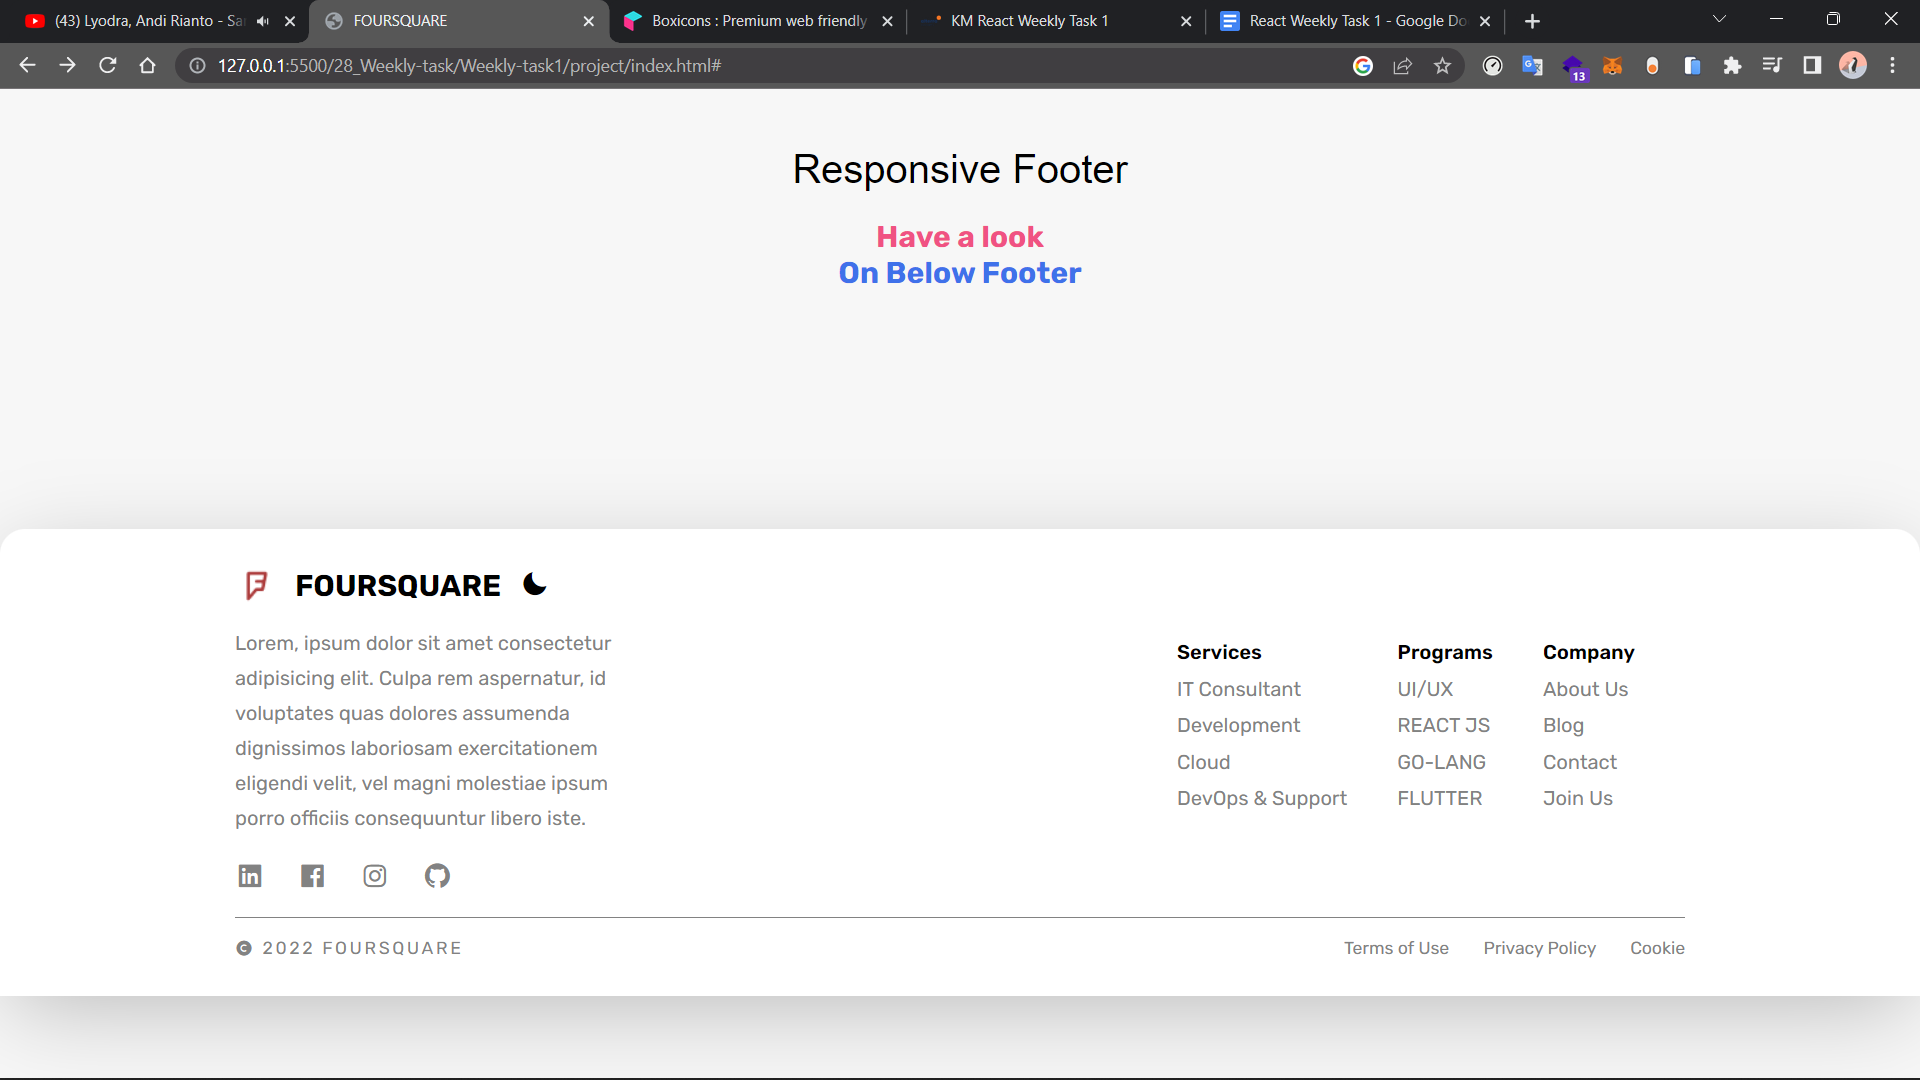 (43) Lyodra, Andi Rianto - Sa
FOURSQUARE
Boxicons : Premium web friendly
KM React Weekly Task 1
React Weekly Task 1 - Google Do
127.0.0.1:5500/28_Weekly-task/Weekly-task1/project/index.html#
13
Responsive Footer
Have a look
On Below Footer
FOURSQUARE
Lorem, ipsum dolor sit amet consectetur
adipisicing elit. Culpa rem aspernatur, id
voluptates quas dolores assumenda
dignissimos laboriosam exercitationem
eligendi velit, vel magni molestiae ipsum
porro officiis consequuntur libero iste.
Services
IT Consultant
Development
Cloud
DevOps & Support
Programs
UI/UX
REACT JS
GO-LANG
FLUTTER
Company
About Us
Blog
Contact
Join Us
© 2022 FOURSQUARE
Terms of Use
Privacy Policy
Cookie